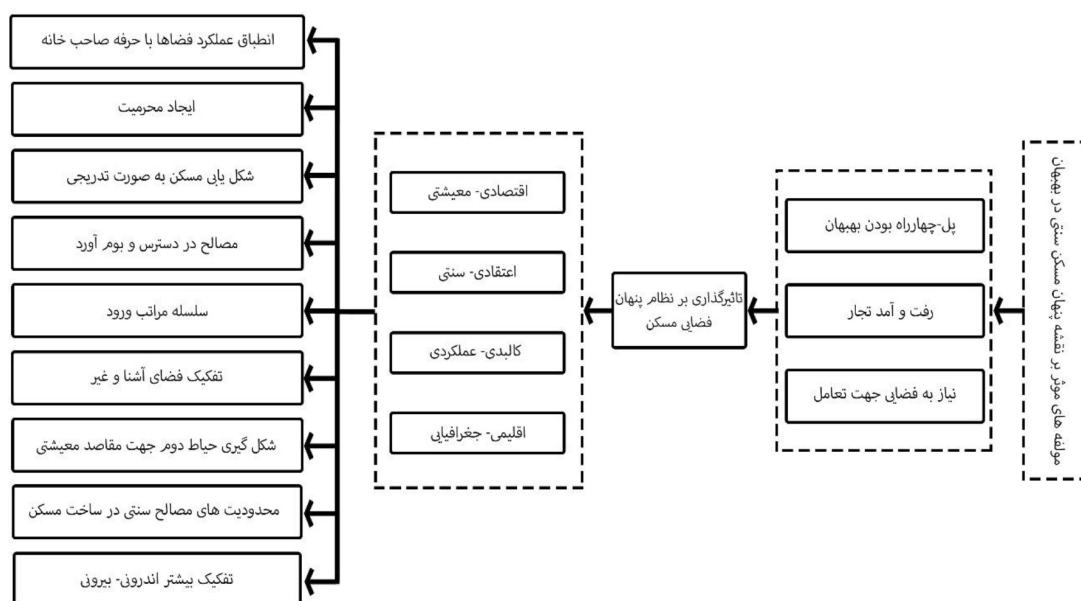 مولفه های موثر بر نقشه پنهان مسکن سنتی در بهبهان
پل-چهارراه بودن بهبهان
رفت و آمد تجار
نیاز به فضایی جهت تعامل
تاثیرگذاری بر نظام پنهان
فضایی مسکن
اقتصادی- معیشتی
اعتقادی- سنتی
کالبدی- عملکردی
اقلیمی- جغرافیایی
انطباق عملکرد فضاها با حرفه صاحب خانه
ایجاد محرمیت
شکل یابی مسکن به صورت تدریجی
مصالح در دسترس و بوم آورد
سلسله مراتب ورود
تفکیک فضای آشنا و غیر
شکل گیری حیاط دوم جهت مقاصد معیشتی
محدودیت های مصالح سنتی در ساخت مسکن
تفکیک بیشتر اندرونی- بیرونی